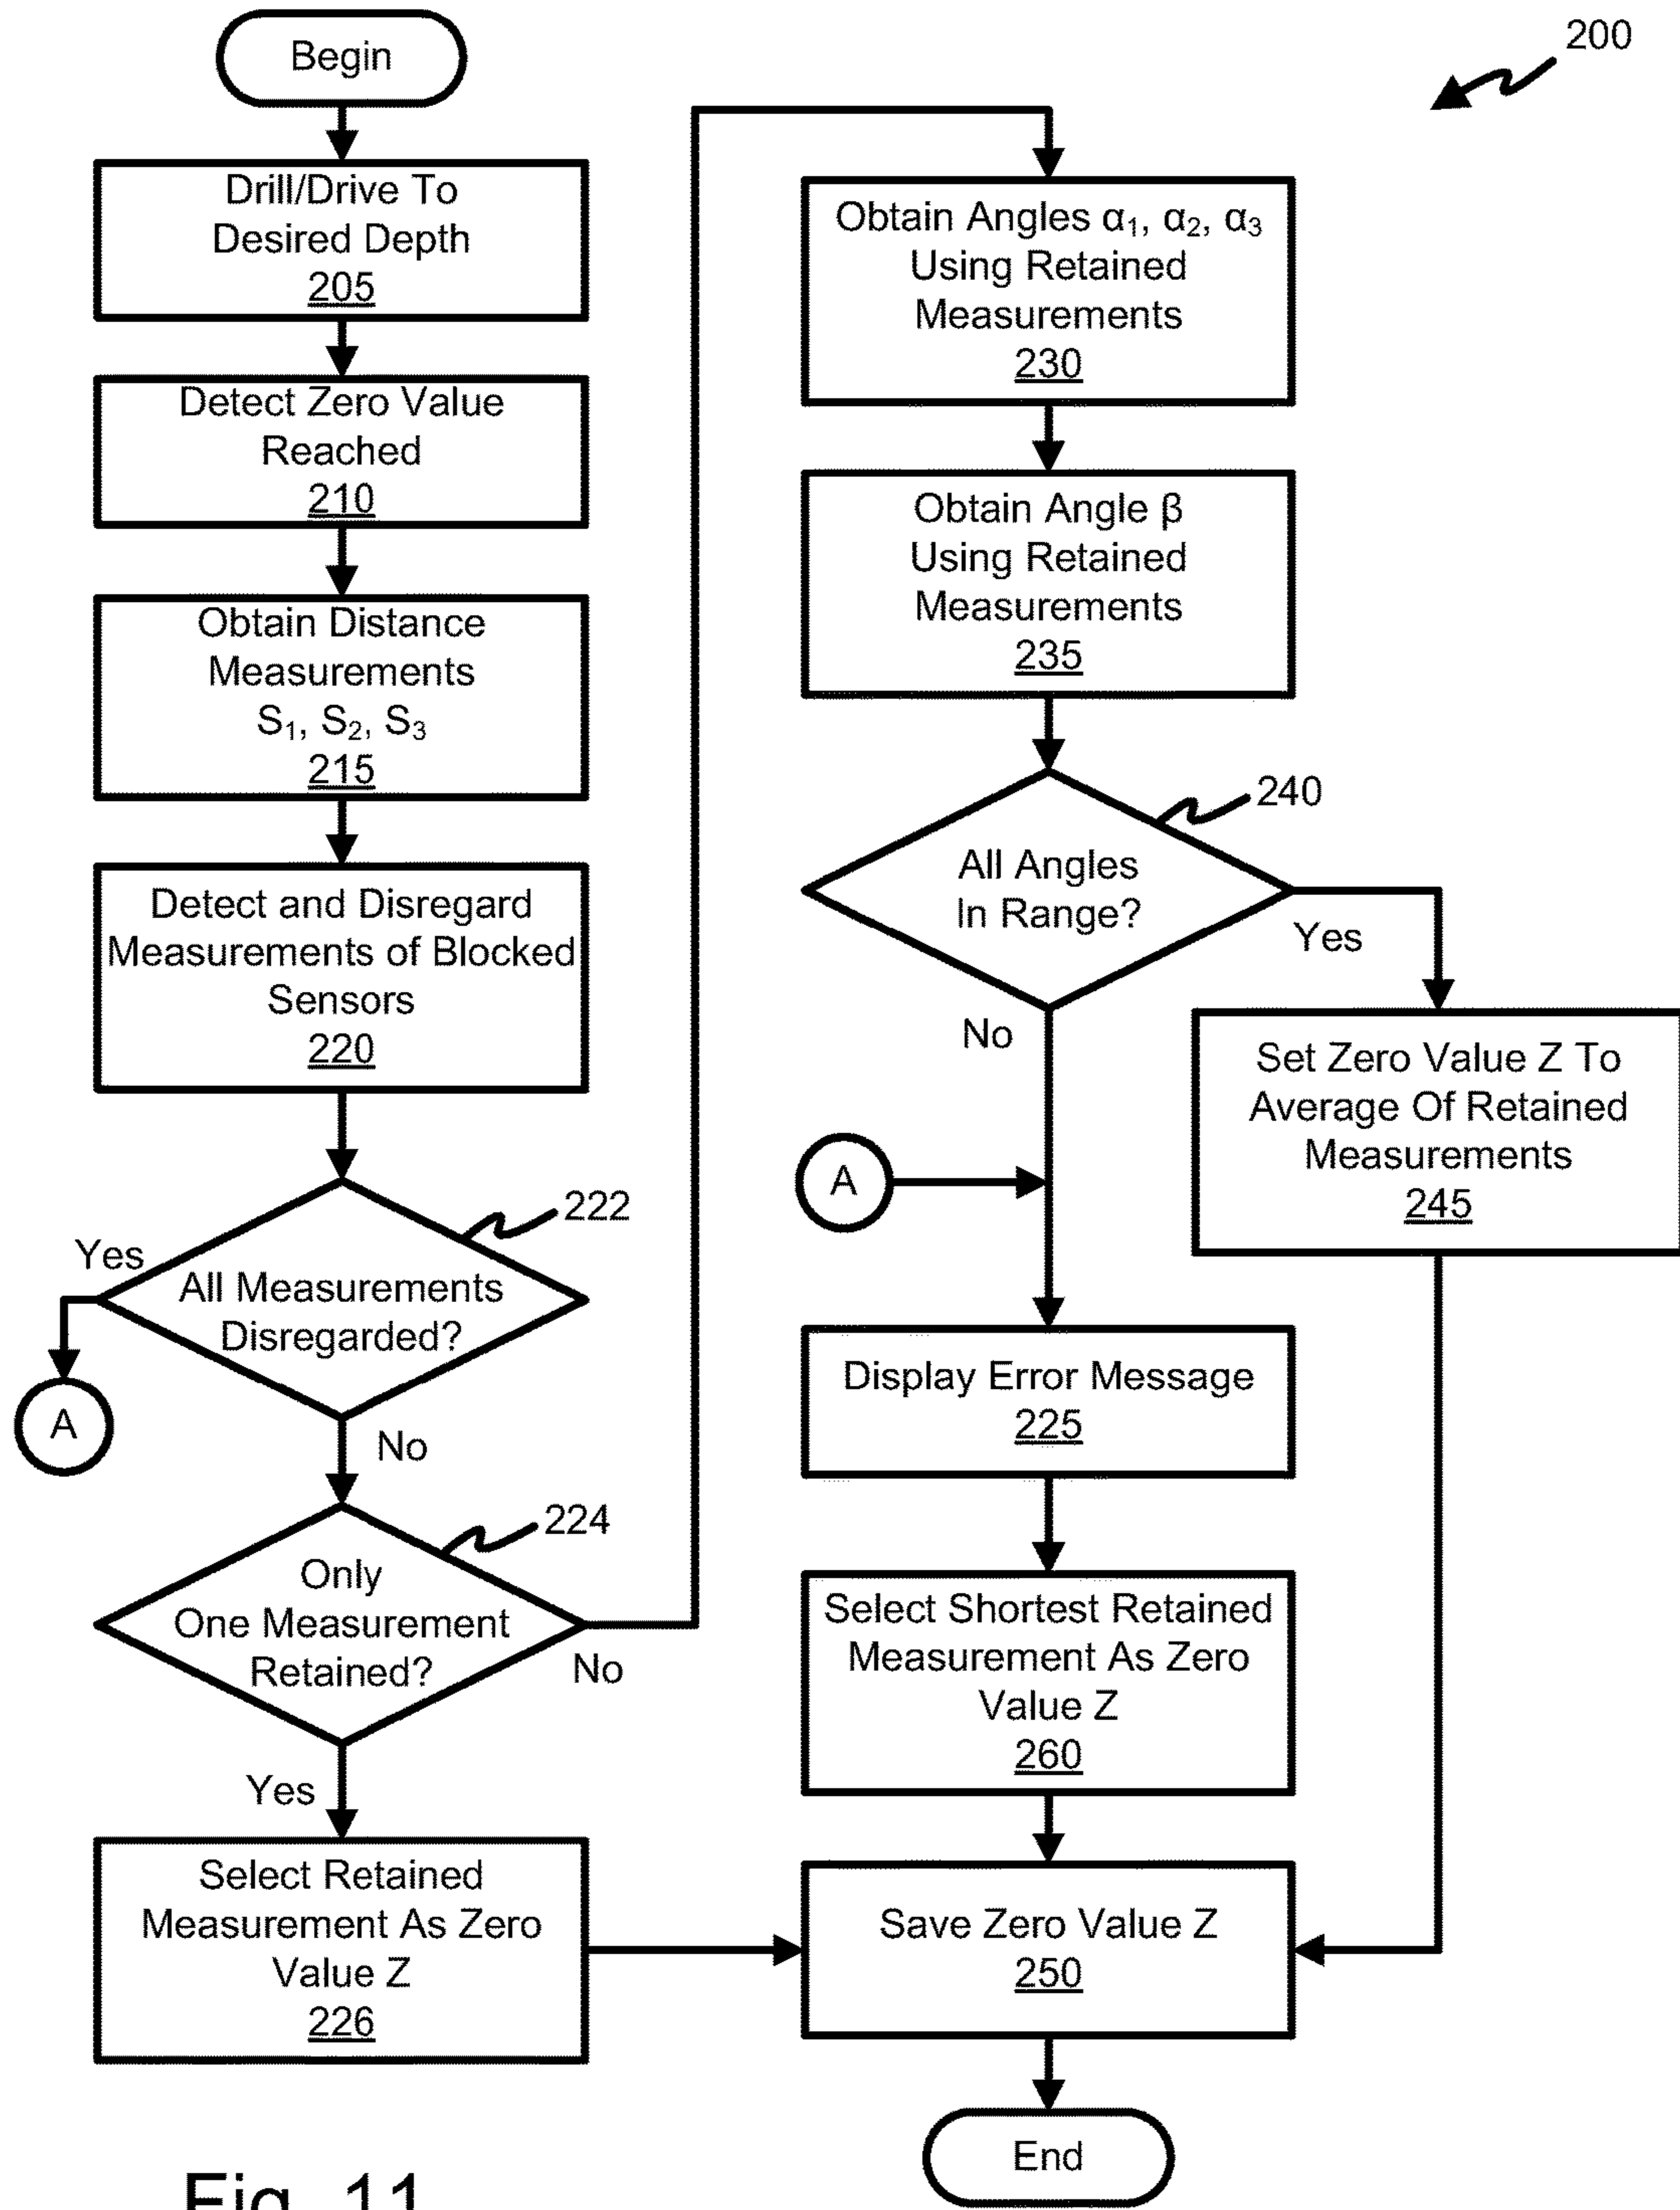 Begin
200
Drill/Drive To
Desired Depth
205
Detect Zero Value
Reached
210
Obtain Distance
Measurements
S₁, S₂, S₃
215
Detect and Disregard
Measurements of Blocked
Sensors
220
222
Yes
All Measurements
Disregarded?
A
No
224
Only
One Measurement
Retained?
No
Yes
Select Retained
Measurement As Zero
Value Z
226
Obtain Angles α₁, α₂, α₃
Using Retained
Measurements
230
Obtain Angle β
Using Retained
Measurements
235
240
All Angles
In Range?
Yes
No
Set Zero Value Z To
Average Of Retained
Measurements
245
A
Display Error Message
225
Select Shortest Retained
Measurement As Zero
Value Z
260
Save Zero Value Z
250
End
Fig. 11